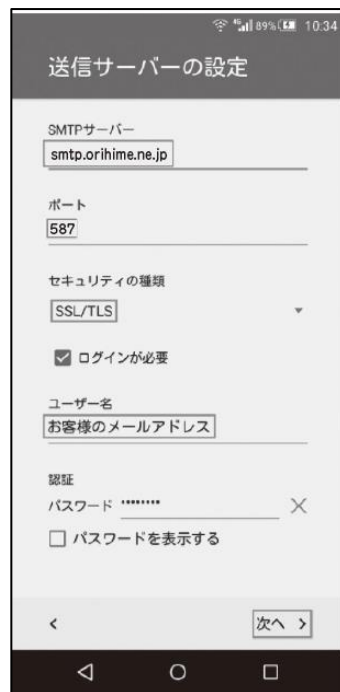 4G 89% 10:34
送信サーバーの設定
SMTPサーバー
smtp.orihime.ne.jp
ポート
587
セキュリティの種類
SSL/TLS
ログインが必要
ユーザー名
お客様のメールアドレス
認証
パスワード ········
パスワードを表示する
次へ